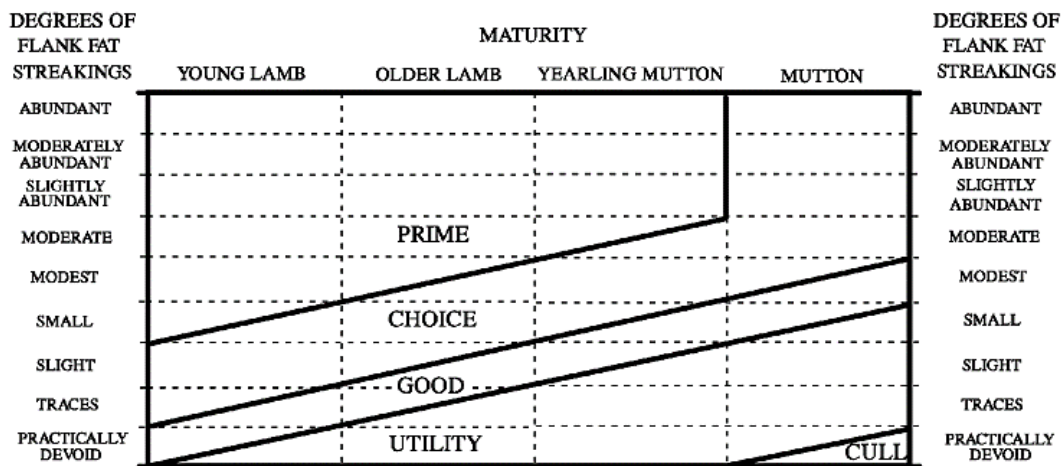 DEGREES OF
FLANK FAT
STREAKINGS
MATURITY
DEGREES OF
FLANK FAT
STREAKINGS
YOUNG LAMB
OLDER LAMB
YEARLING MUTTON
MUTTON
ABUNDANT
ABUNDANT
MODERATELY
ABUNDANT
MODERATELY
ABUNDANT
SLIGHTLY
ABUNDANT
SLIGHTLY
ABUNDANT
MODERATE
PRIME
MODERATE
MODEST
MODEST
SMALL
CHOICE
SMALL
SLIGHT
GOOD
SLIGHT
TRACES
TRACES
PRACTICALLY
DEVOID
UTILITY
CULL
PRACTICALLY
DEVOID